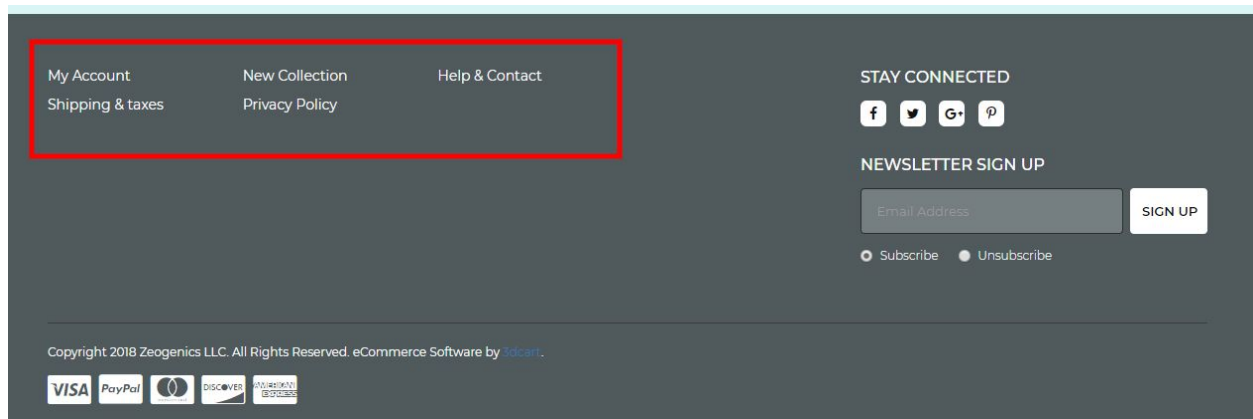 My Account New Collection Help & Contact
Shipping & taxes Privacy Policy
STAY CONNECTED
f G+
NEWSLETTER SIGN UP
Email Address SIGN UP
Subscribe Unsubscribe
Copyright 2018 Zeogenics LLC. All Rights Reserved. eCommerce Software by 3dcart.
VISA PayPal DISCOVER AMERICAN EXPRESS